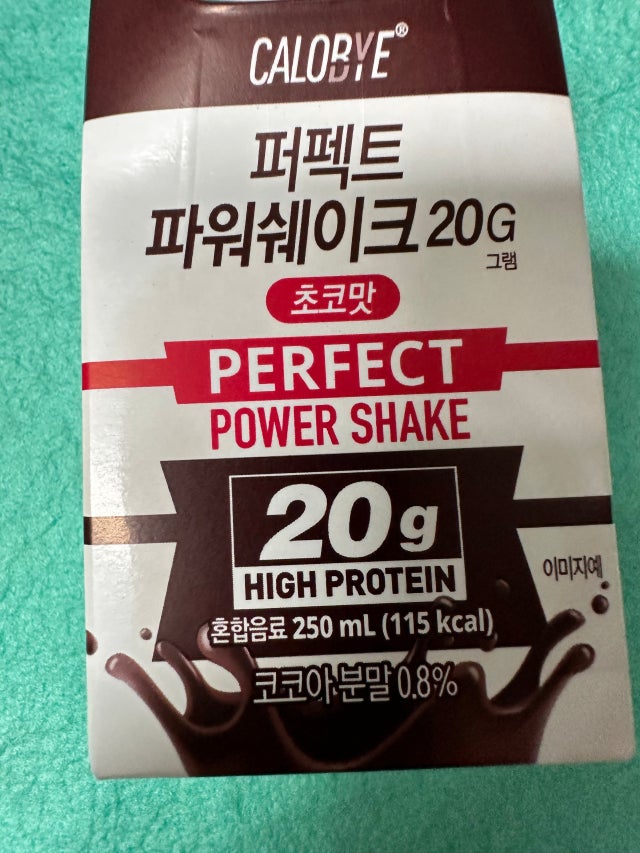 CALOBYE®
퍼펙트
파워쉐이크 20G
그램
초코맛
PERFECT
POWER SHAKE
20g
HIGH PROTEIN
이미지예
혼합음료 250 mL (115 kcal)
코코아분말 0.8%